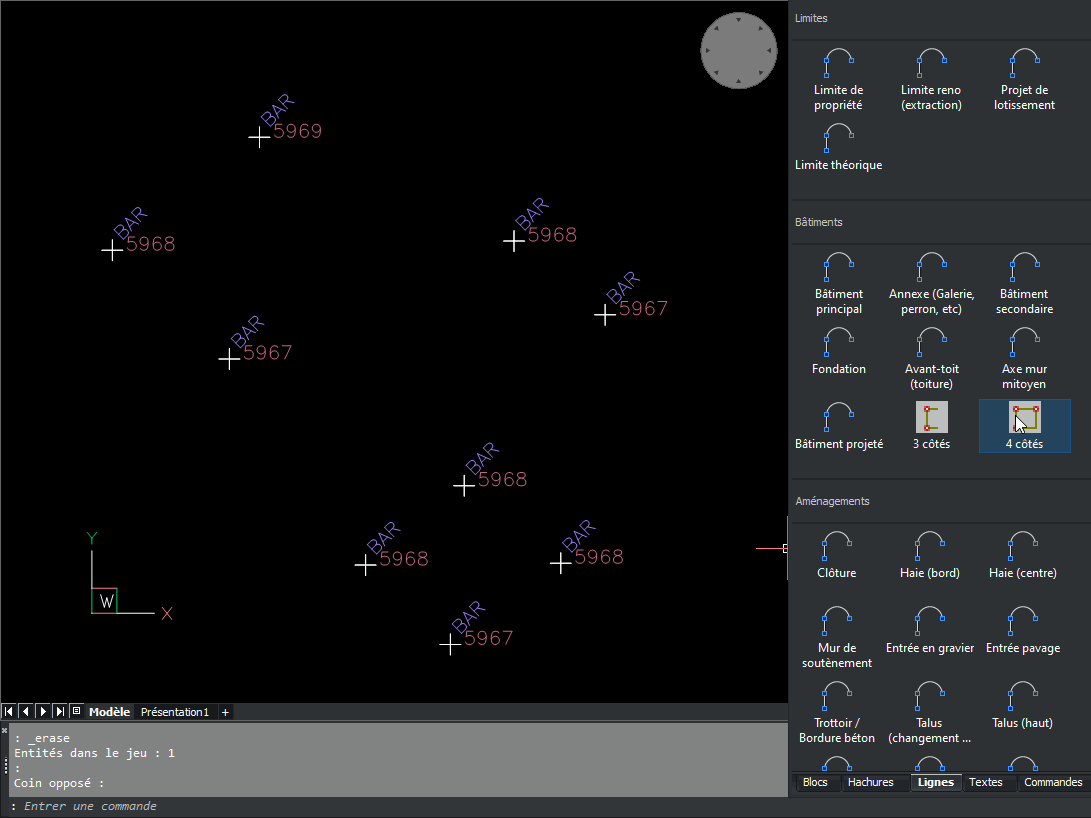 BAR
5969
BAR
5968
BAR
5968
BAR
5967
BAR
5967
BAR
5968
BAR
5968
BAR
5968
BAR
5967
Y
W
X
Modèle Présentation1 +
: _erase
Entités dans le jeu : 1
:
Coin opposé :
: Entrer une commande
Limites
Limite de
propriété
Limite reno
(extraction)
Projet de
lotissement
Limite théorique
Bâtiments
Bâtiment
principal
Annexe (Galerie,
perron, etc)
Bâtiment
secondaire
Fondation
Avant-toit
(toiture)
Axe mur
mitoyen
Bâtiment projeté
3 côtés
4 côtés
Aménagements
Clôture
Haie (bord)
Haie (centre)
Mur de
soutènement
Entrée en gravier
Entrée pavage
Trottoir /
Bordure béton
Talus
(changement ...
Talus (haut)
Blocs Hachures Lignes Textes Commandes